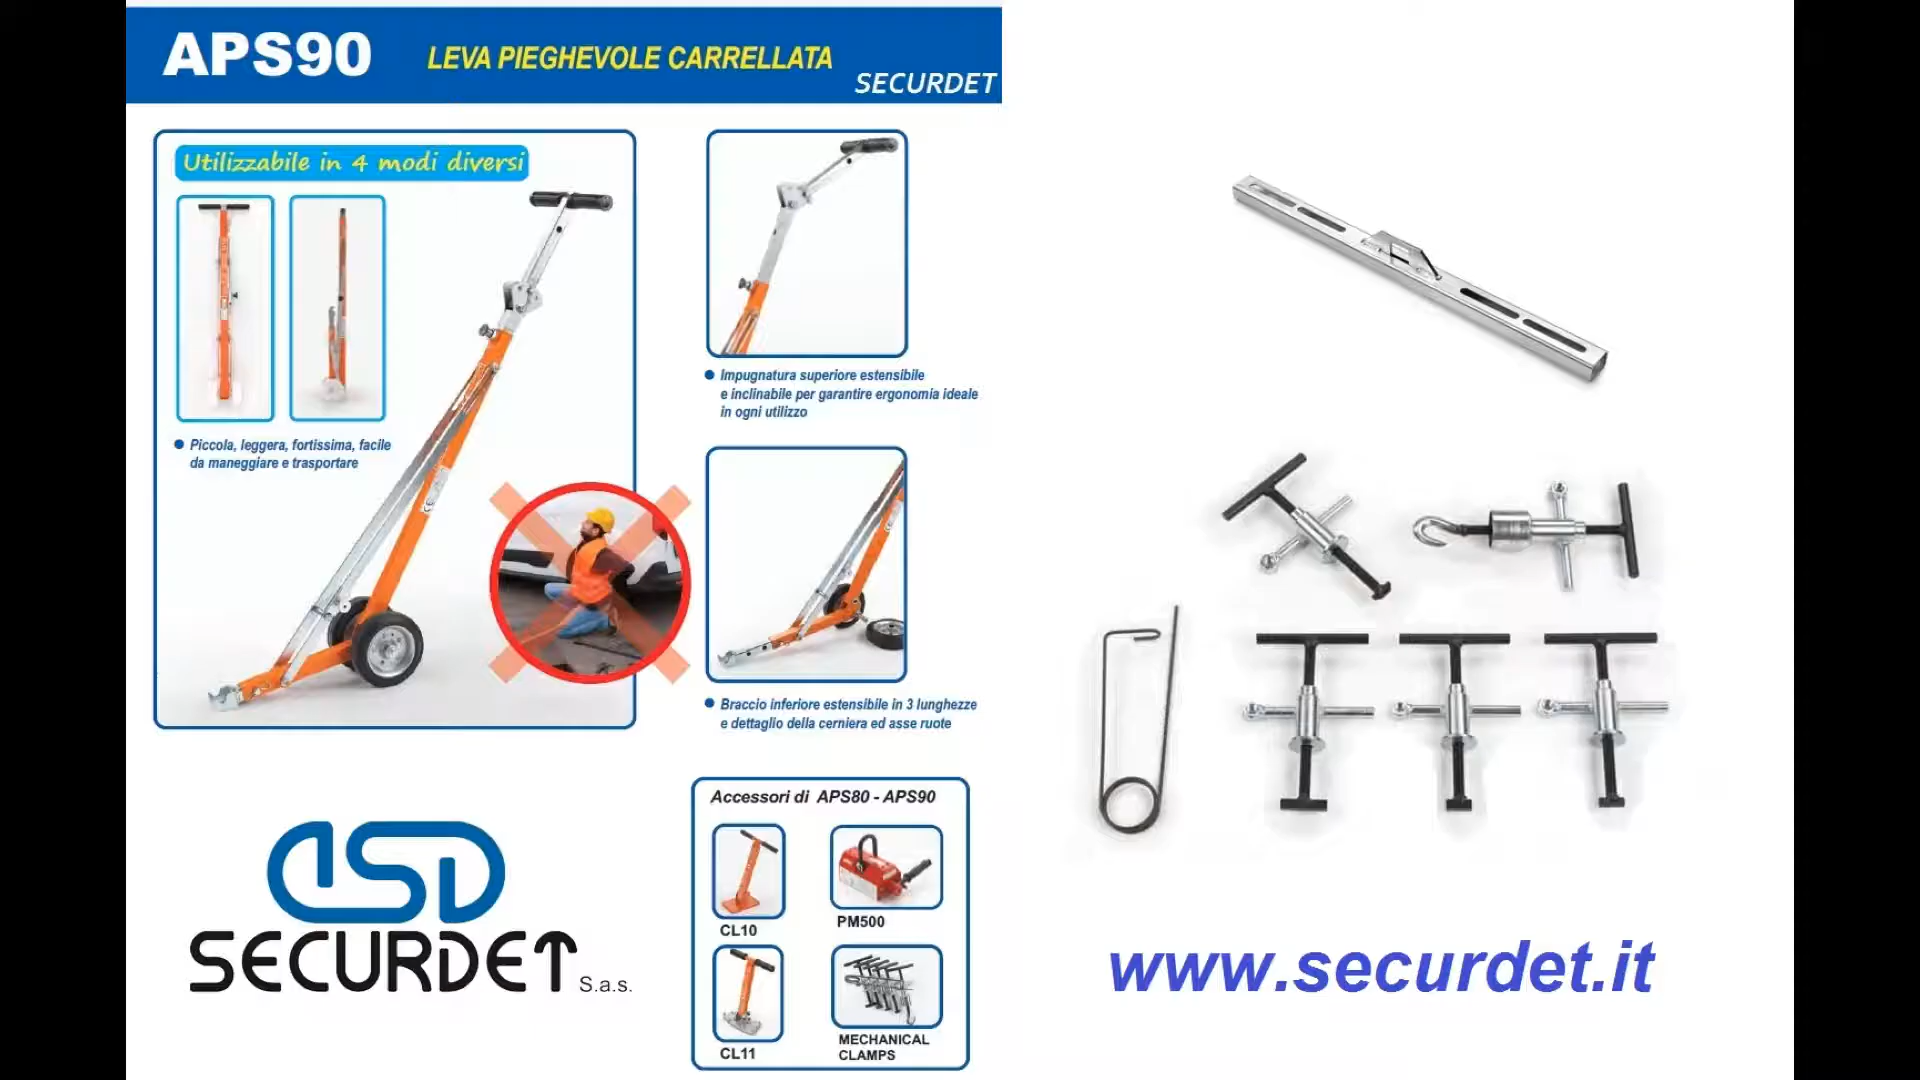 APS90
LEVA PIEGHEVOLE CARRELLATA
SECURDET
Utilizzabile in 4 modi diversi
Piccola, leggera, fortissima, facile
da maneggiare e trasportare
Impugnatura superiore estensibile
e inclinabile per garantire ergonomia ideale
in ogni utilizzo
Braccio inferiore estensibile in 3 lunghezze
e dettaglio della cerniera ed asse ruote
Accessori di APS80 - APS90
CL10
PM500
CL11
MECHANICAL
CLAMPS
SD
SECURDET S.a.s.
www.securdet.it